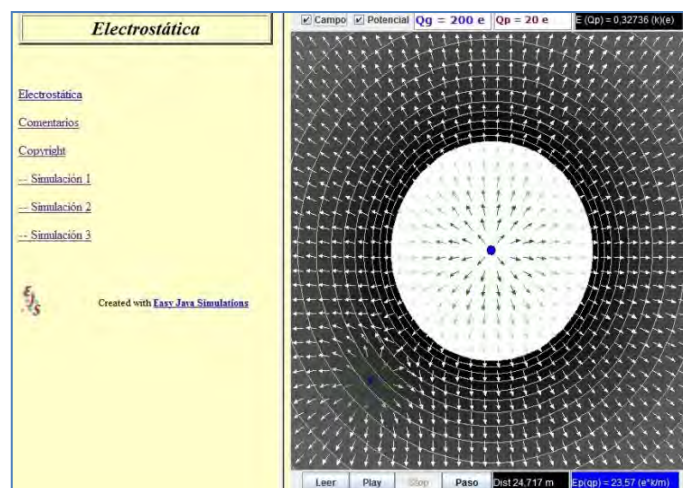 Electrostática
Electrostática
Comentarios
Copyright
-- Simulación 1
-- Simulación 2
-- Simulación 3
EjS
Created with Easy Java Simulations
Campo Potencial Qg = 200 e Qp = 20 e E (Qp) = 0,32736 (k)(e)
Leer Play Stop Paso Dist 24,717 m Ep(qp) = 23,57 (e*k/m)